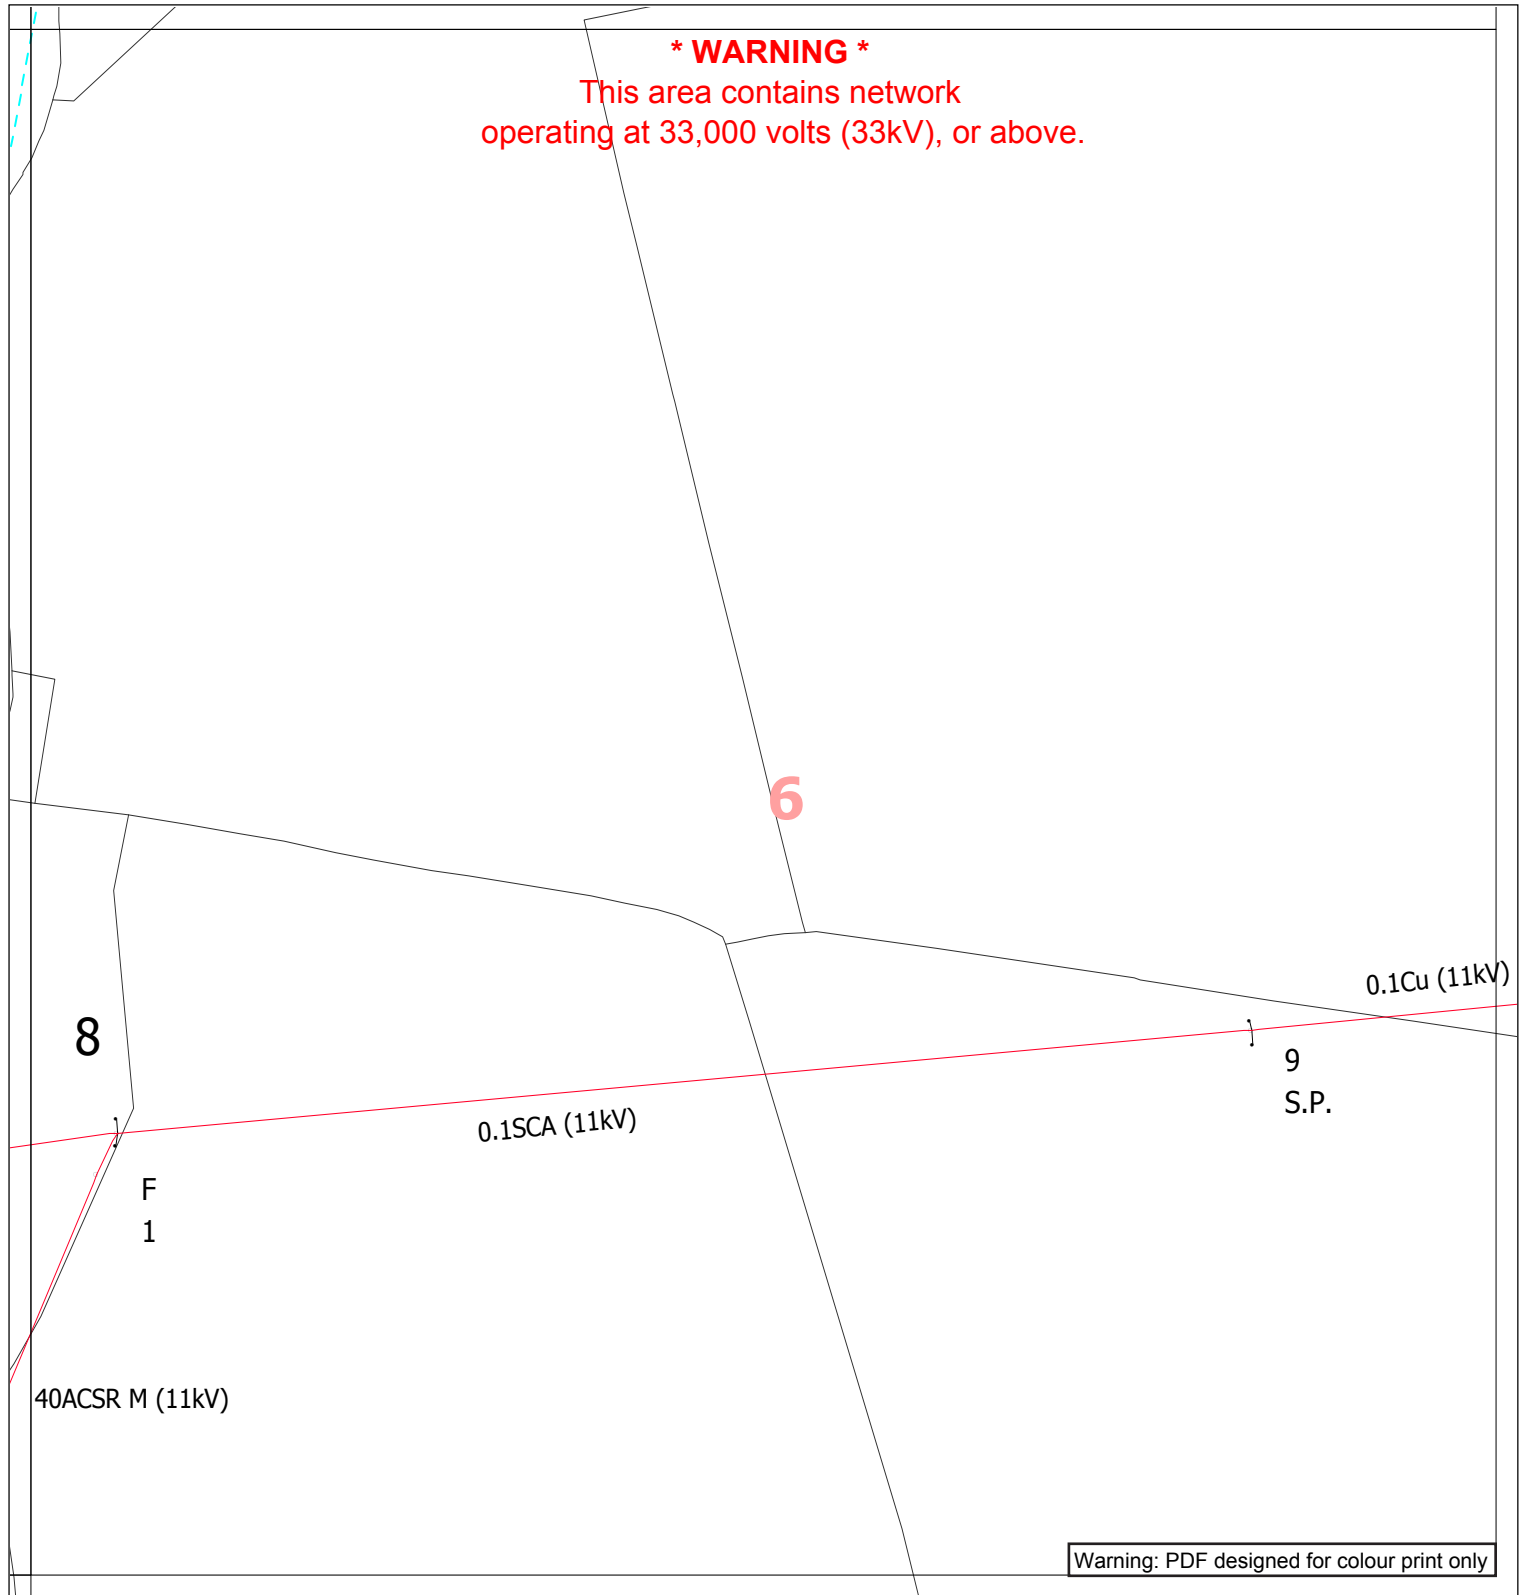 * WARNING *
This area contains network
operating at 33,000 volts (33kV), or above.
6
0.1Cu (11kV)
8
9
S.P.
0.1SCA (11kV)
F
1
40ACSR M (11kV)
Warning: PDF designed for colour print only